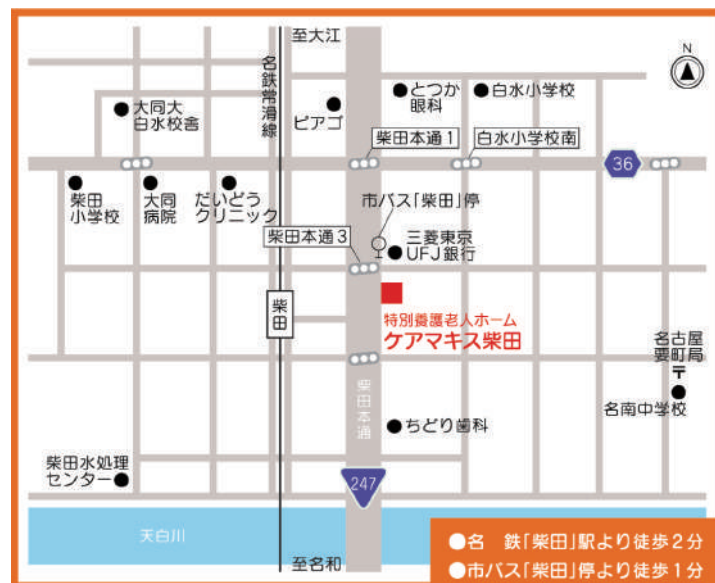 至大江
N
名鉄常滑線
大同大
白水校舎
ピアゴ
とつか
眼科
白水小学校
柴田本通1
白水小学校南
36
柴田
小学校
大同
病院
だいどう
クリニック
市バス「柴田」停
柴田本通3
三菱東京
UFJ銀行
柴田
特別養護老人ホーム
ケアマキス柴田
名古屋
要町局
〒
名南中学校
柴田本通
ちどり歯科
柴田水処理
センター
247
天白川
至名和
●名 鉄「柴田」駅より徒歩2分
●市バス「柴田」停より徒歩1分